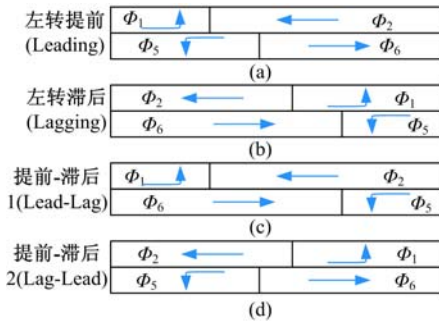 左转提前
(Leading)
Φ₁ Φ₂
Φ₅ Φ₆
(a)
左转滞后
(Lagging)
Φ₂ Φ₁
Φ₆ Φ₅
(b)
提前-滞后
1(Lead-Lag)
Φ₁ Φ₂
Φ₆ Φ₅
(c)
提前-滞后
2(Lag-Lead)
Φ₂ Φ₁
Φ₅ Φ₆
(d)